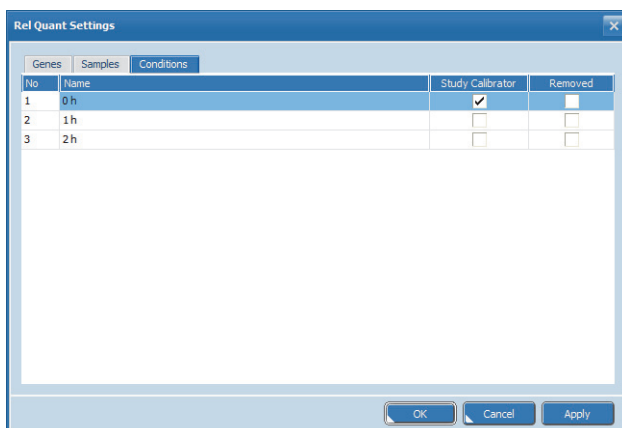 Rel Quant Settings
Genes Samples Conditions
No Name Study Calibrator Removed
1 0 h
2 1 h
3 2 h
OK Cancel Apply